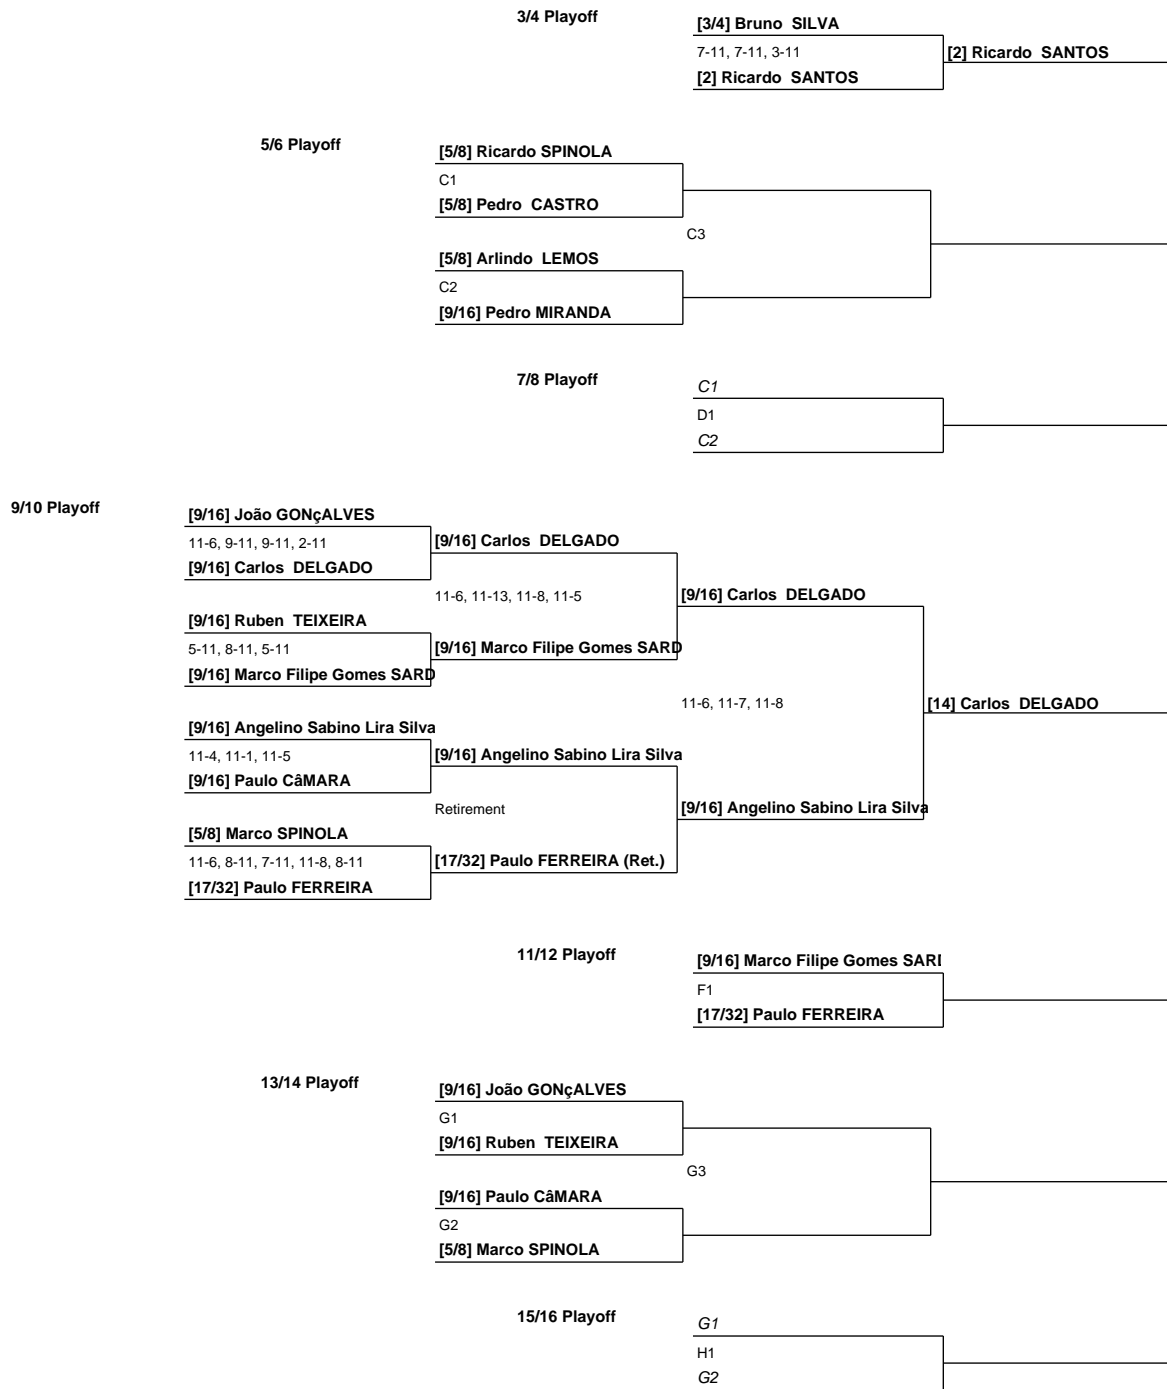 3/4 Playoff
[3/4] Bruno  SILVA
7-11, 7-11, 3-11
[2] Ricardo  SANTOS
[2] Ricardo  SANTOS
5/6 Playoff
[5/8] Ricardo SPINOLA
C1
[5/8] Pedro  CASTRO
C3
[5/8] Arlindo  LEMOS
C2
[9/16] Pedro MIRANDA
7/8 Playoff
C1
D1
C2
9/10 Playoff
[9/16] João GONçALVES
11-6, 9-11, 9-11, 2-11
[9/16] Carlos  DELGADO
[9/16] Carlos  DELGADO
11-6, 11-13, 11-8, 11-5
[9/16] Carlos  DELGADO
[9/16] Ruben  TEIXEIRA
5-11, 8-11, 5-11
[9/16] Marco Filipe Gomes SARD
[9/16] Marco Filipe Gomes SARD
11-6, 11-7, 11-8
[14] Carlos  DELGADO
[9/16] Angelino Sabino Lira Silva
11-4, 11-1, 11-5
[9/16] Paulo CâMARA
[9/16] Angelino Sabino Lira Silva
Retirement
[9/16] Angelino Sabino Lira Silva
[5/8] Marco SPINOLA
11-6, 8-11, 7-11, 11-8, 8-11
[17/32] Paulo FERREIRA
[17/32] Paulo FERREIRA (Ret.)
11/12 Playoff
[9/16] Marco Filipe Gomes SARI
F1
[17/32] Paulo FERREIRA
13/14 Playoff
[9/16] João GONçALVES
G1
[9/16] Ruben  TEIXEIRA
G3
[9/16] Paulo CâMARA
G2
[5/8] Marco SPINOLA
15/16 Playoff
G1
H1
G2